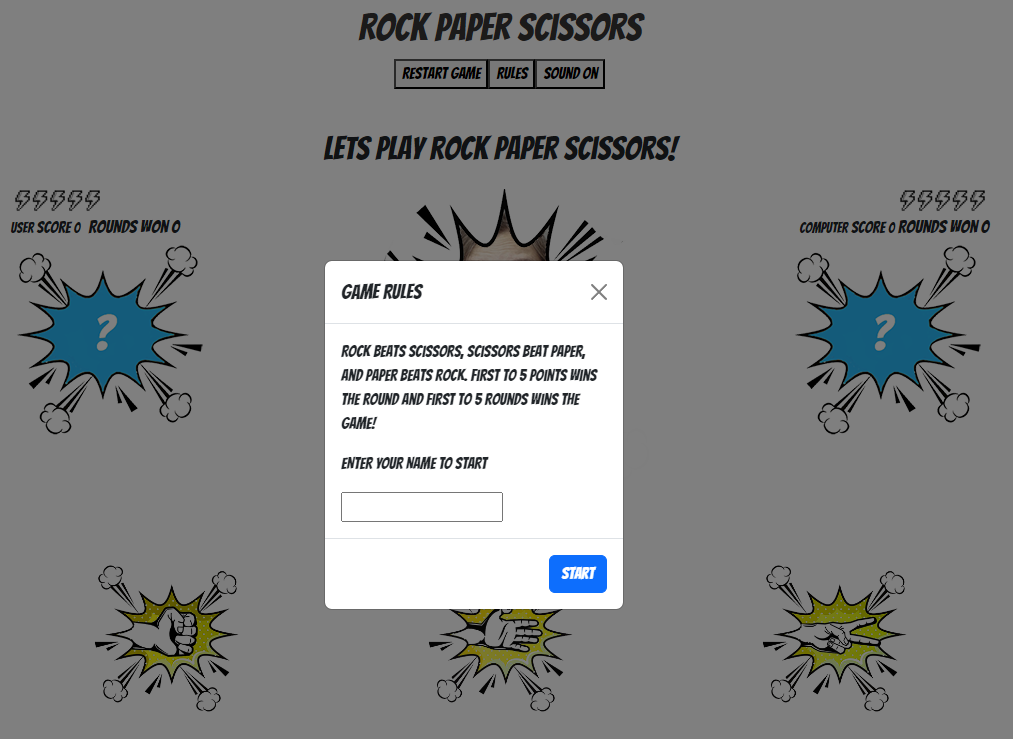 ROCK PAPER SCISSORS
RESTART GAME RULES SOUND ON
LETS PLAY ROCK PAPER SCISSORS!
USER SCORE 0 ROUNDS WON 0
COMPUTER SCORE 0 ROUNDS WON 0
?
?
GAME RULES
ROCK BEATS SCISSORS, SCISSORS BEAT PAPER,
AND PAPER BEATS ROCK. FIRST TO 5 POINTS WINS
THE ROUND AND FIRST TO 5 ROUNDS WINS THE
GAME!
ENTER YOUR NAME TO START
START